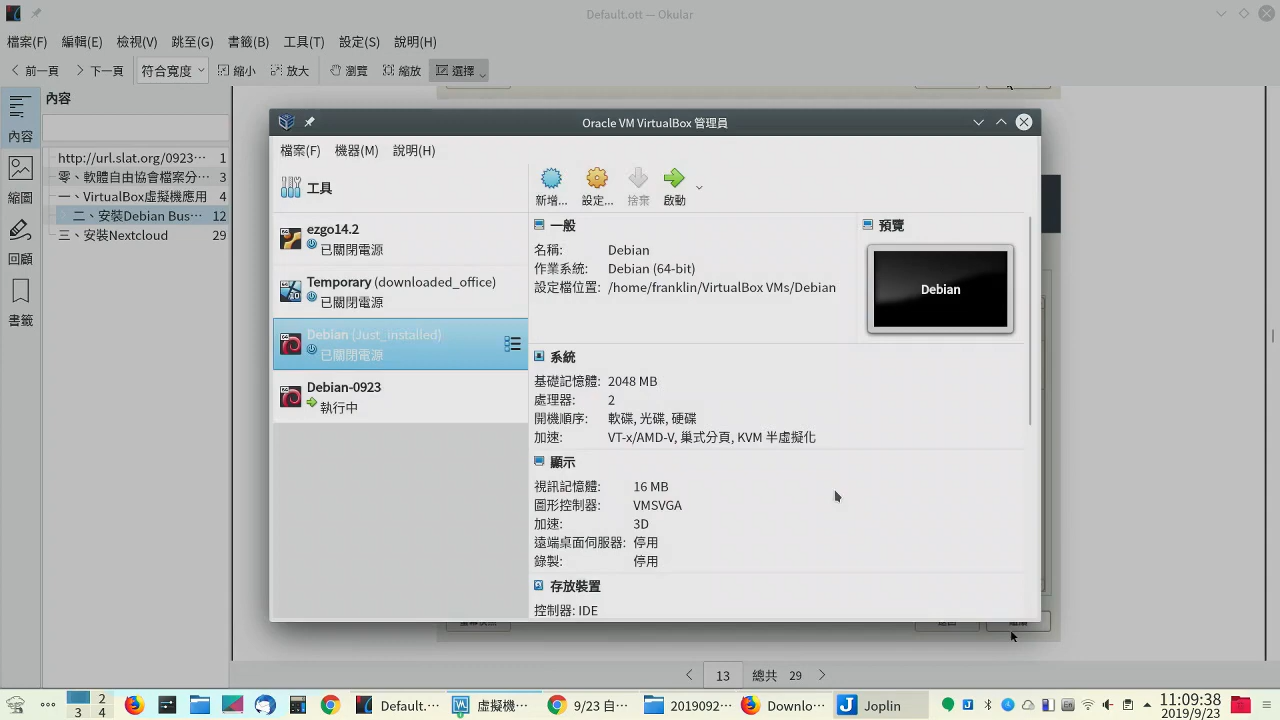 Default.ott — Okular
檔案(F) 編輯(E) 檢視(V) 跳至(G) 書籤(B) 工具(T) 設定(S) 說明(H)
前一頁 下一頁 符合寬度 縮小 放大 瀏覽 縮放 選擇
內容
內容
縮圖
回顧
書籤
http://url.slat.org/0923··· 1
零、軟體自由協會檔案分··· 3
一、VirtualBox虛擬機應用 4
二、安裝Debian Bus··· 12
三、安裝Nextcloud 29
Oracle VM VirtualBox 管理員
檔案(F) 機器(M) 說明(H)
工具
新增... 設定... 捨棄 啟動
ezgo14.2
已關閉電源
Temporary (downloaded_office)
已關閉電源
Debian (Just_installed)
已關閉電源
Debian-0923
執行中
一般
名稱: Debian
作業系統: Debian (64-bit)
設定檔位置: /home/franklin/VirtualBox VMs/Debian
預覽
Debian
系統
基礎記憶體: 2048 MB
處理器: 2
開機順序: 軟碟, 光碟, 硬碟
加速: VT-x/AMD-V, 巢式分頁, KVM 半虛擬化
顯示
視訊記憶體: 16 MB
圖形控制器: VMSVGA
加速: 3D
遠端桌面伺服器: 停用
錄製: 停用
存放裝置
控制器: IDE
13 總共 29
2
3 4
Default.··· 虛擬機··· 9/23 自··· 2019092··· Downlo··· Joplin
11:09:38
2019/9/23